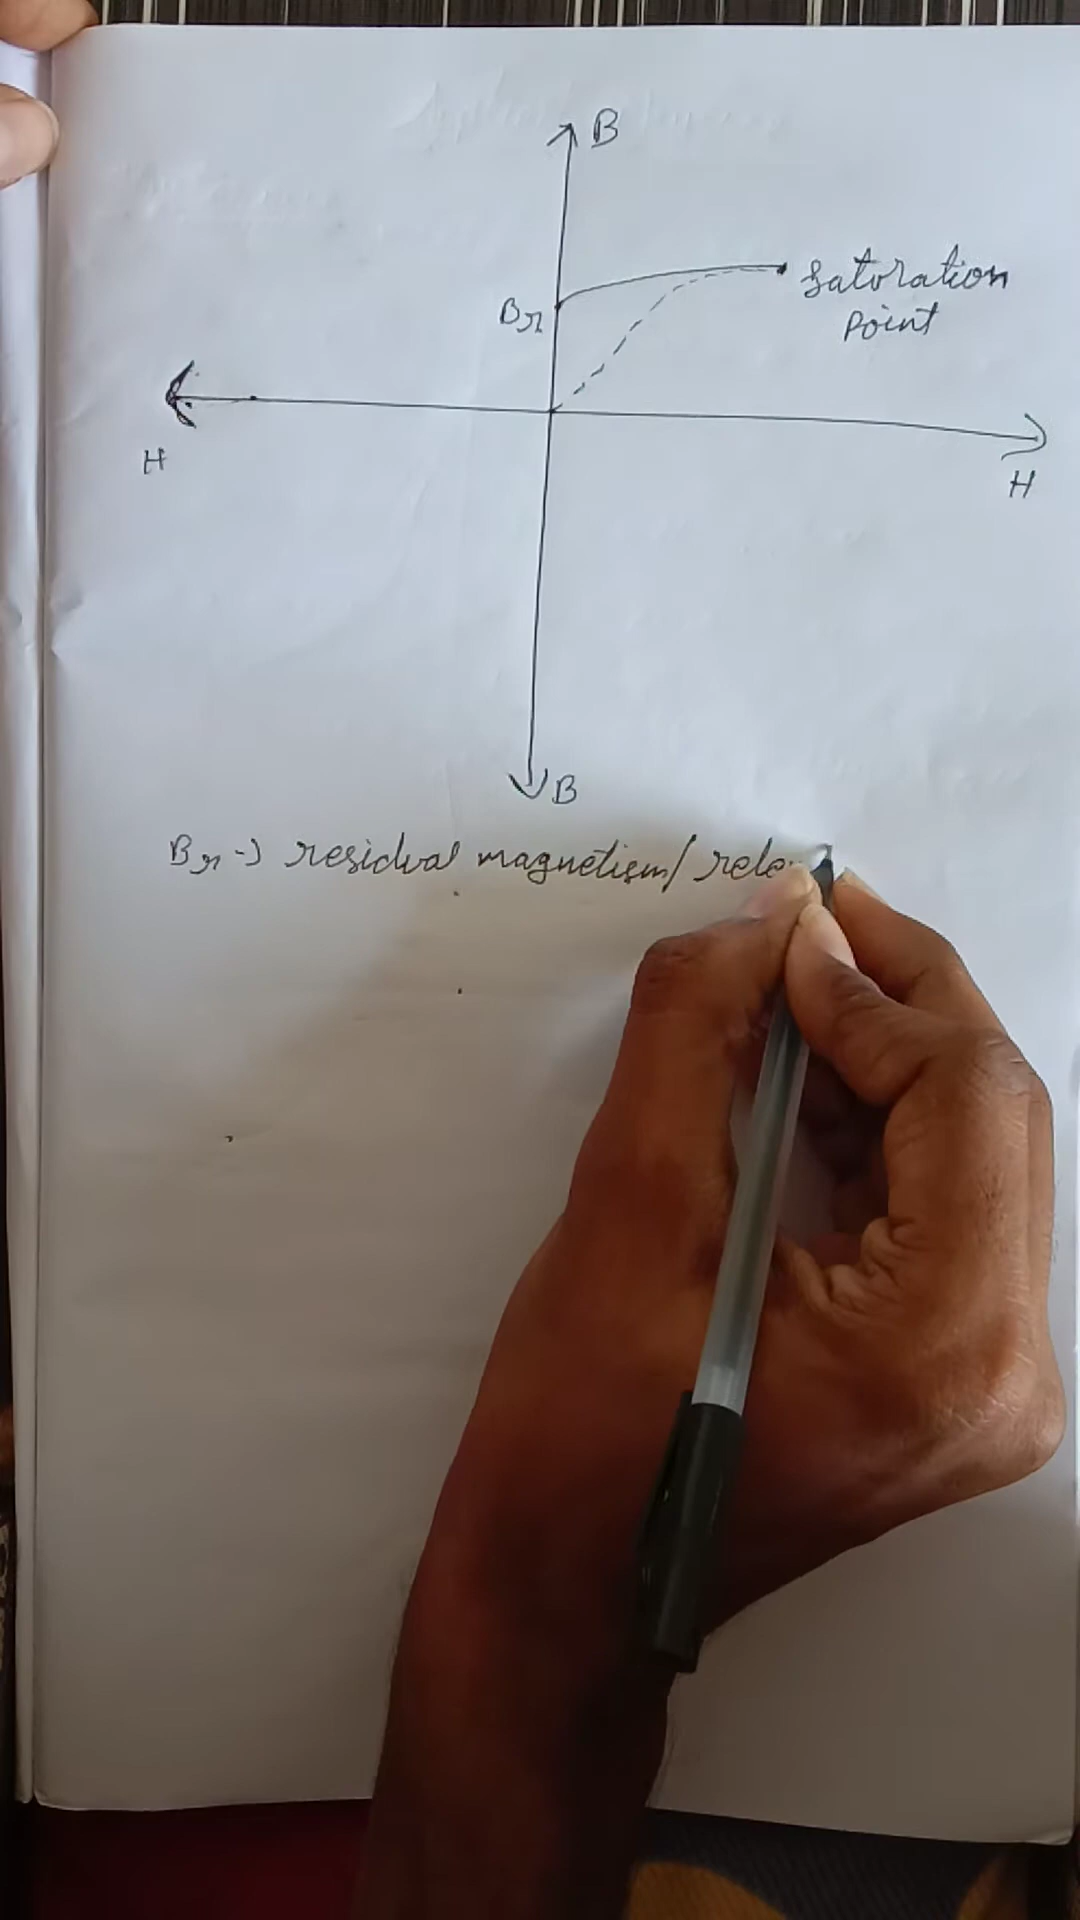 B
Saturation
Point
Br
H
H
B
Br -> residual magnetism/